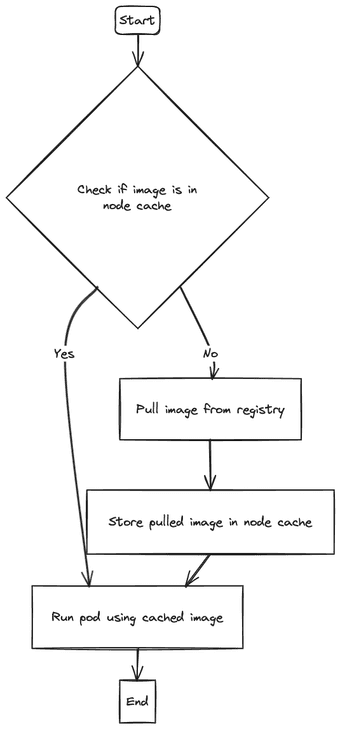 Start
Check if image is in
node cache
Yes
No
Pull image from registry
Store pulled image in node cache
Run pod using cached image
End